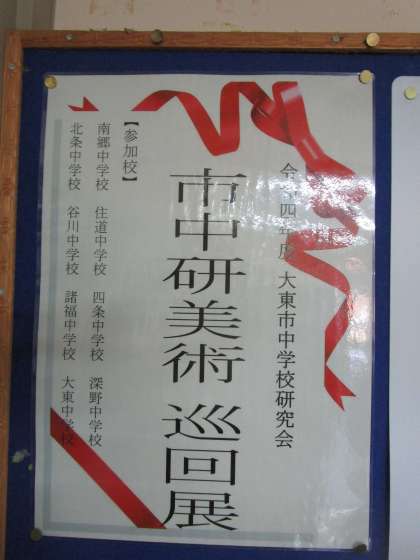 令和四年度 大東市中学校研究会
市中研美術 巡回展
【参加校】
南郷中学校 住道中学校 四条中学校 深野中学校
北条中学校 谷川中学校 諸福中学校 大東中学校